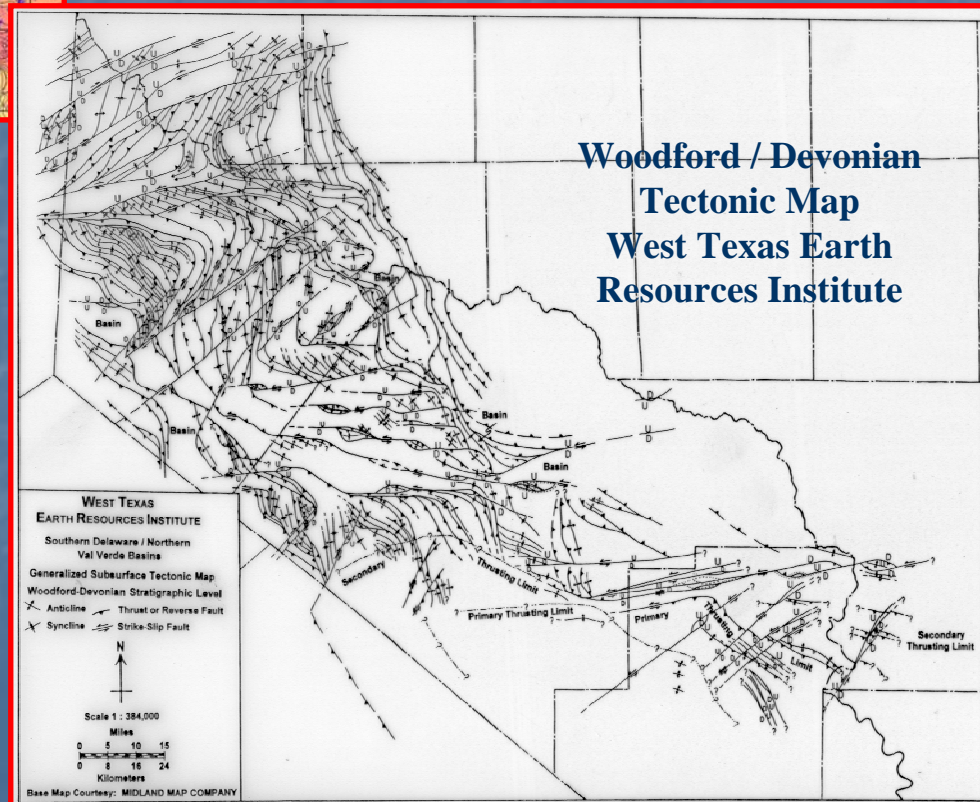 Woodford / Devonian
Tectonic Map
West Texas Earth
Resources Institute
Basin
Basin
Basin
Basin
Basin
Secondary
Thrusting Limit
Primary Thrusting Limit
Primary
Thrusting
Limit
Secondary
Thrusting Limit
WEST TEXAS
EARTH RESOURCES INSTITUTE
Southern Delaware / Northern
Val Verde Basins
Generalized Subsurface Tectonic Map
Woodford-Devonian Stratigraphic Level
Anticline Thrust or Reverse Fault
Syncline Strike-Slip Fault
N
Scale 1 : 384,000
Miles
0 5 10 15
0 8 16 24
Kilometers
Base Map Courtesy: MIDLAND MAP COMPANY